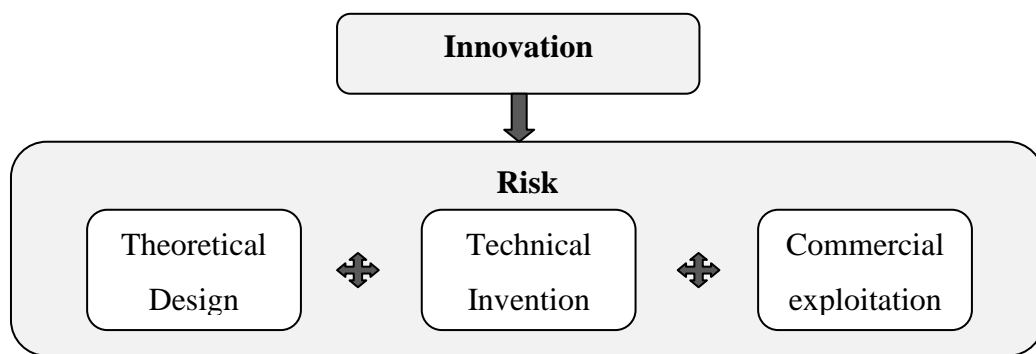 Innovation
Risk
Theoretical
Design
Technical
Invention
Commercial
exploitation